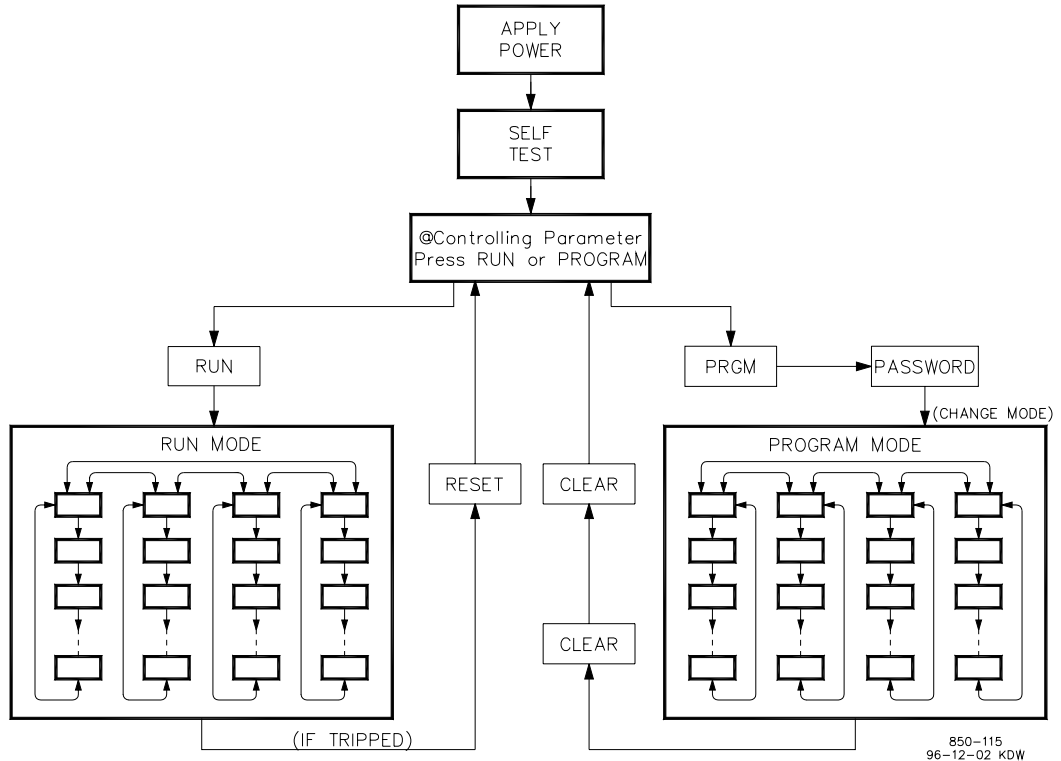 APPLY
POWER
SELF
TEST
@Controlling Parameter
Press RUN or PROGRAM
RUN
PRGM
PASSWORD
(CHANGE MODE)
RUN MODE
PROGRAM MODE
RESET
CLEAR
CLEAR
(IF TRIPPED)
850-115
96-12-02 KDW